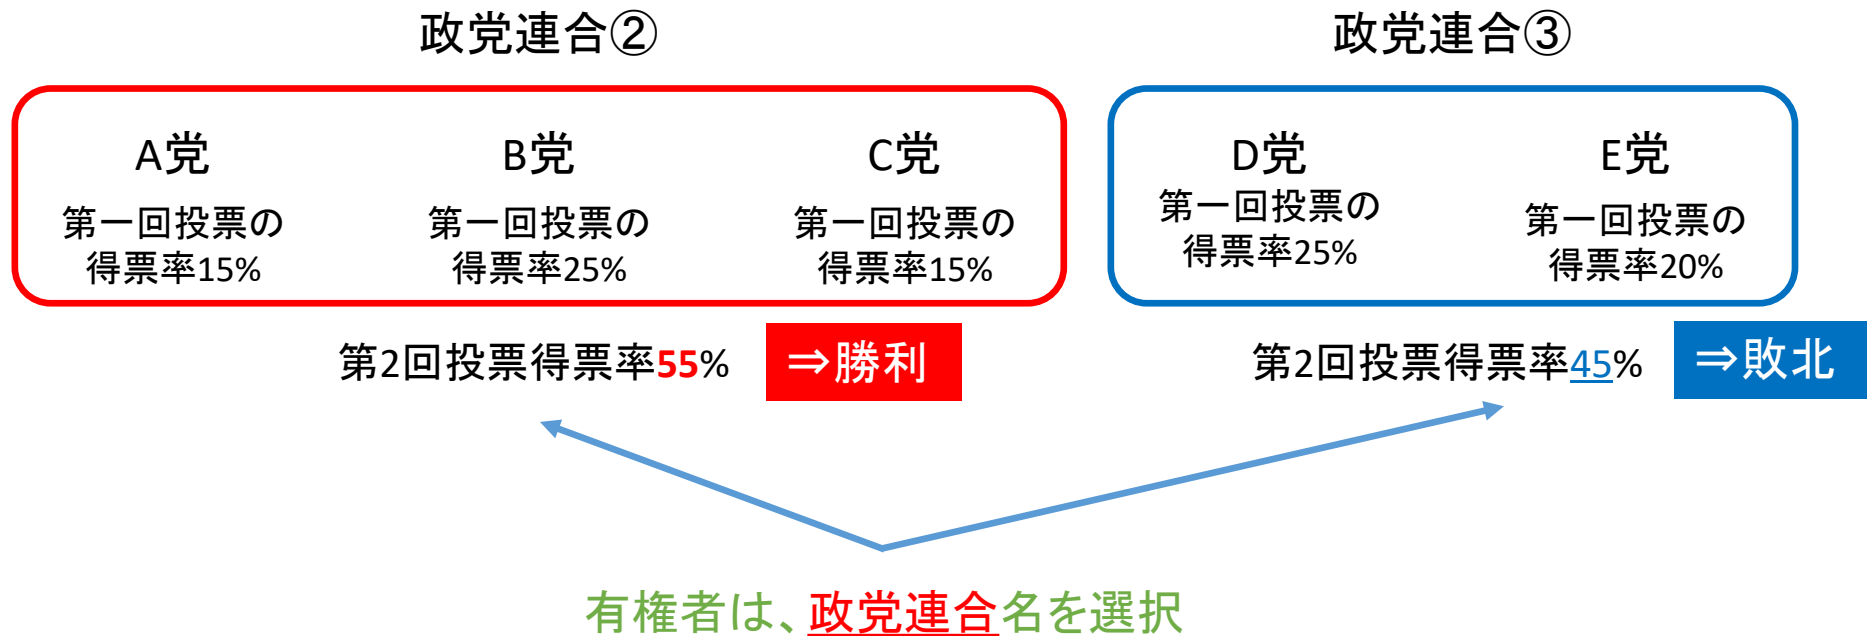 政党連合②
政党連合③
A党
B党
C党
D党
E党
第一回投票の
得票率15%
第一回投票の
得票率25%
第一回投票の
得票率15%
第一回投票の
得票率25%
第一回投票の
得票率20%
第2回投票得票率55%
⇒勝利
第2回投票得票率45%
⇒敗北
有権者は、政党連合名を選択